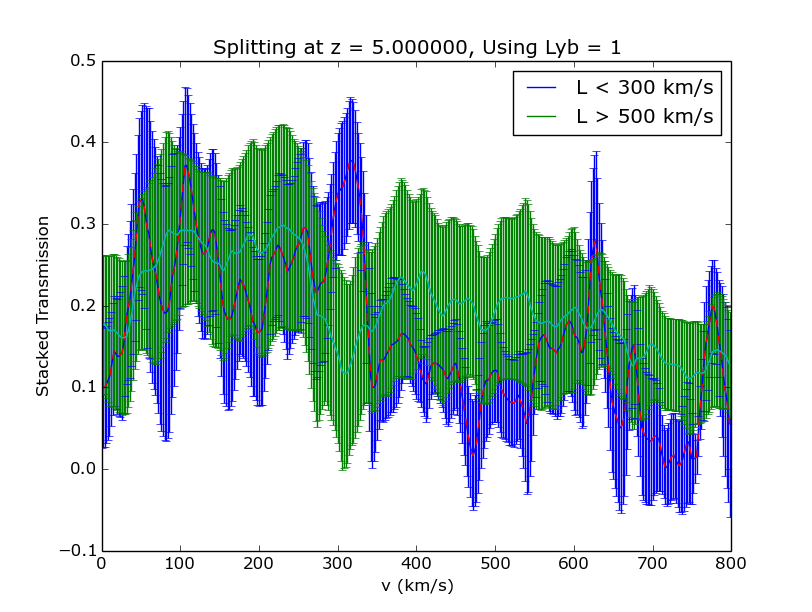 Splitting at z = 5.000000, Using Lyb = 1
L < 300 km/s
L > 500 km/s
Stacked Transmission
0.5
0.4
0.3
0.2
0.1
0.0
−0.1
0 100 200 300 400 500 600 700 800
v (km/s)